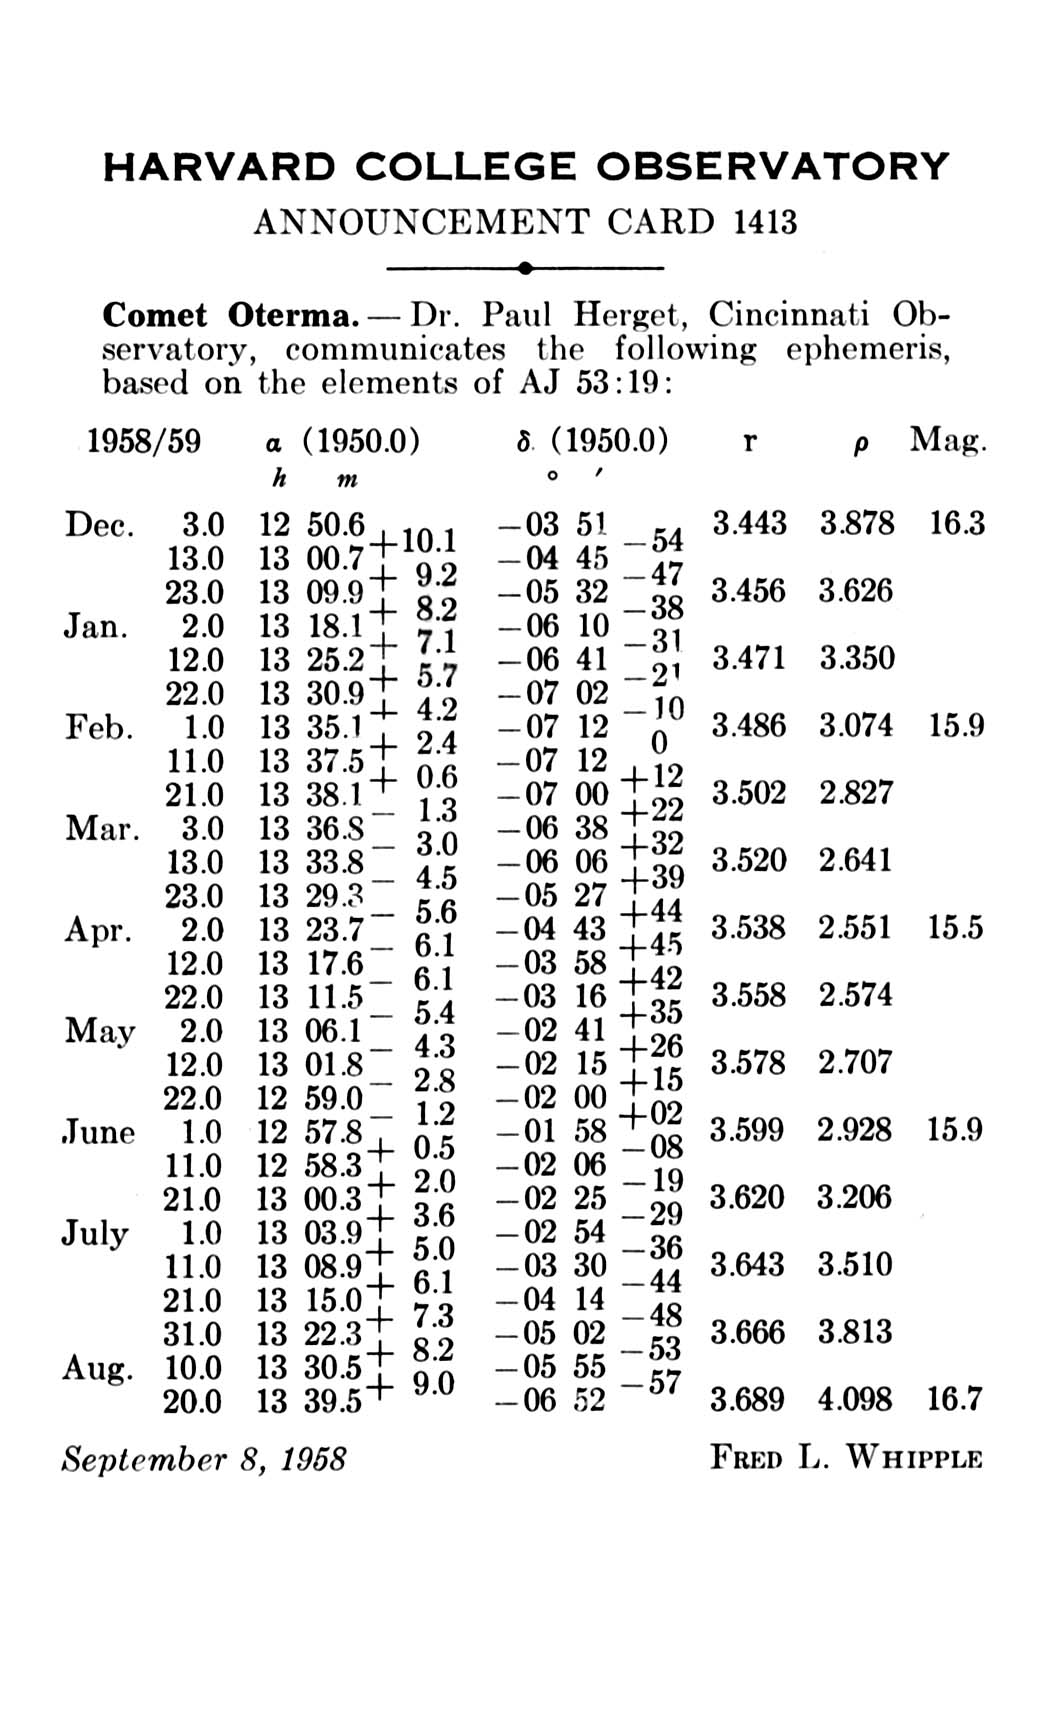 HARVARD COLLEGE OBSERVATORY
ANNOUNCEMENT CARD 1413
Comet Oterma. — Dr. Paul Herget, Cincinnati Ob-
servatory, communicates the following ephemeris,
based on the elements of AJ 53:19:
1958/59 α (1950.0) δ (1950.0) r ρ Mag.
h m ° ′
Dec. 3.0 12 50.6 −03 51 3.443 3.878 16.3
+10.1 −54
13.0 13 00.7 −04 45
+ 9.2 −47
23.0 13 09.9 −05 32 3.456 3.626
+ 8.2 −38
Jan. 2.0 13 18.1 −06 10
+ 7.1 −31
12.0 13 25.2 −06 41 3.471 3.350
+ 5.7 −21
22.0 13 30.9 −07 02
+ 4.2 −10
Feb. 1.0 13 35.1 −07 12 3.486 3.074 15.9
+ 2.4 0
11.0 13 37.5 −07 12
+ 0.6 +12
21.0 13 38.1 −07 00 3.502 2.827
− 1.3 +22
Mar. 3.0 13 36.8 −06 38
− 3.0 +32
13.0 13 33.8 −06 06 3.520 2.641
− 4.5 +39
23.0 13 29.3 −05 27
− 5.6 +44
Apr. 2.0 13 23.7 −04 43 3.538 2.551 15.5
− 6.1 +45
12.0 13 17.6 −03 58
− 6.1 +42
22.0 13 11.5 −03 16 3.558 2.574
− 5.4 +35
May 2.0 13 06.1 −02 41
− 4.3 +26
12.0 13 01.8 −02 15 3.578 2.707
− 2.8 +15
22.0 12 59.0 −02 00
− 1.2 +02
June 1.0 12 57.8 −01 58 3.599 2.928 15.9
+ 0.5 −08
11.0 12 58.3 −02 06
+ 2.0 −19
21.0 13 00.3 −02 25 3.620 3.206
+ 3.6 −29
July 1.0 13 03.9 −02 54
+ 5.0 −36
11.0 13 08.9 −03 30 3.643 3.510
+ 6.1 −44
21.0 13 15.0 −04 14
+ 7.3 −48
31.0 13 22.3 −05 02 3.666 3.813
+ 8.2 −53
Aug. 10.0 13 30.5 −05 55
+ 9.0 −57
20.0 13 39.5 −06 52 3.689 4.098 16.7
September 8, 1958 FRED L. WHIPPLE